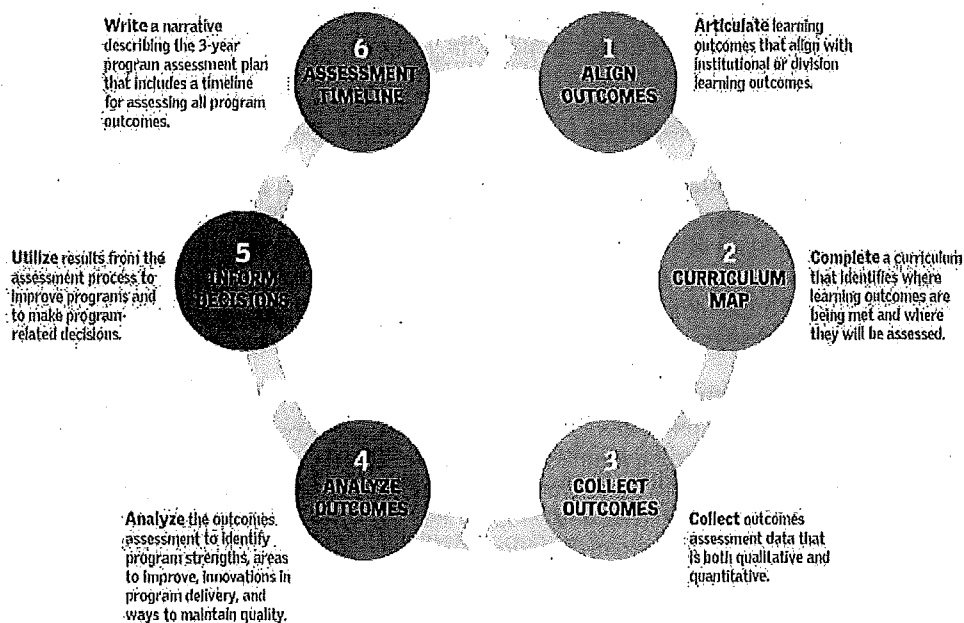 Write a narrative
describing the 3-year
program assessment plan
that includes a timeline
for assessing all program
outcomes.
6
ASSESSMENT
TIMELINE
1
ALIGN
OUTCOMES
Articulate learning
outcomes that align with
institutional or division
learning outcomes.
5
INFORM
DECISIONS
Utilize results from the
assessment process to
improve programs and
to make program-
related decisions.
2
CURRICULUM
MAP
Complete a curriculum
that identifies where
learning outcomes are
being met and where
they will be assessed.
4
ANALYZE
OUTCOMES
Analyze the outcomes
assessment to identify
program strengths, areas
to improve, innovations in
program delivery, and
ways to maintain quality.
3
COLLECT
OUTCOMES
Collect outcomes
assessment data that
is both qualitative and
quantitative.